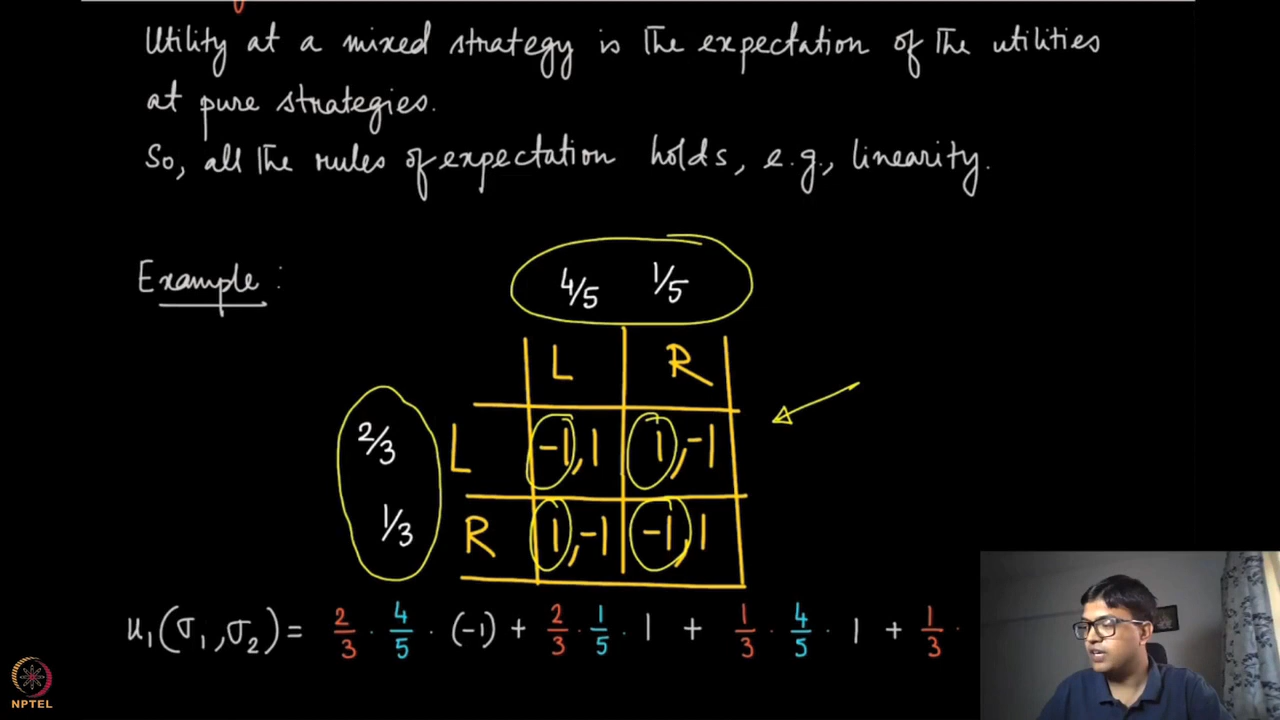 Utility at a mixed strategy is the expectation of the utilities
at pure strategies.
So, all the rules of expectation holds, e.g., linearity.
Example :
4/5 1/5
L R
2/3 L -1, 1 1, -1
1/3 R 1, -1 -1, 1
u₁(σ₁, σ₂) = 2/3 · 4/5 · (-1) + 2/3 · 1/5 · 1 + 1/3 · 4/5 · 1 + 1/3 ·
NPTEL